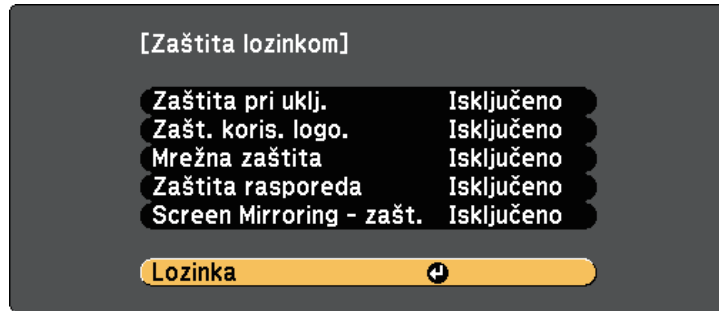 [Zaštita lozinkom]
Zaštita pri uklj. Isključeno
Zašt. koris. logo. Isključeno
Mrežna zaštita Isključeno
Zaštita rasporeda Isključeno
Screen Mirroring - zašt. Isključeno
Lozinka